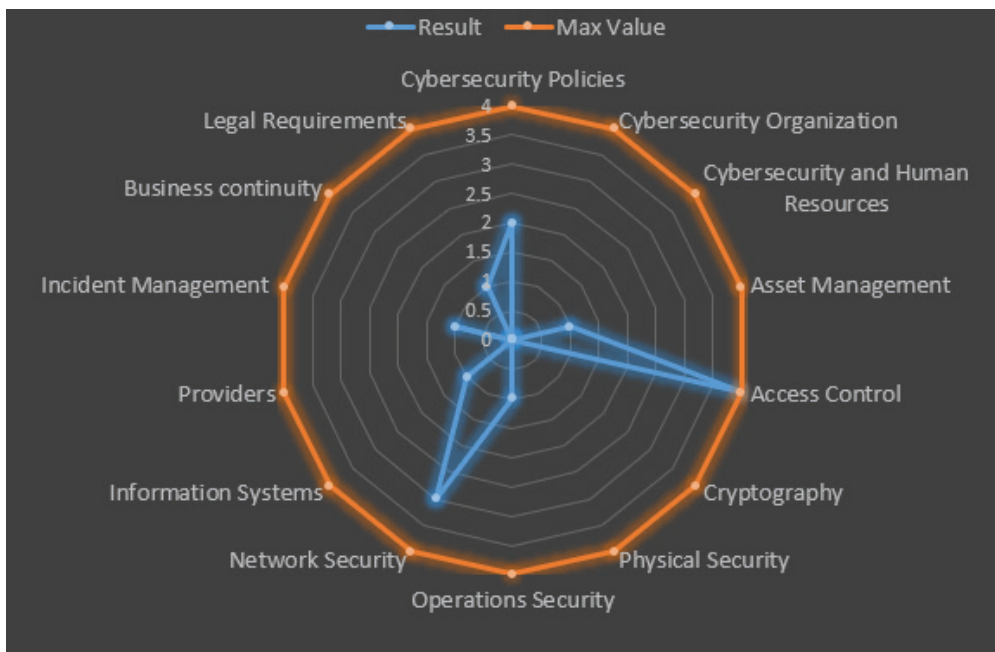 Result Max Value
Cybersecurity Policies
Legal Requirements
Cybersecurity Organization
Business continuity
Cybersecurity and Human
Resources
Incident Management
Asset Management
Providers
Access Control
Information Systems
Cryptography
Network Security
Physical Security
Operations Security
4
3.5
3
2.5
2
1.5
1
0.5
0